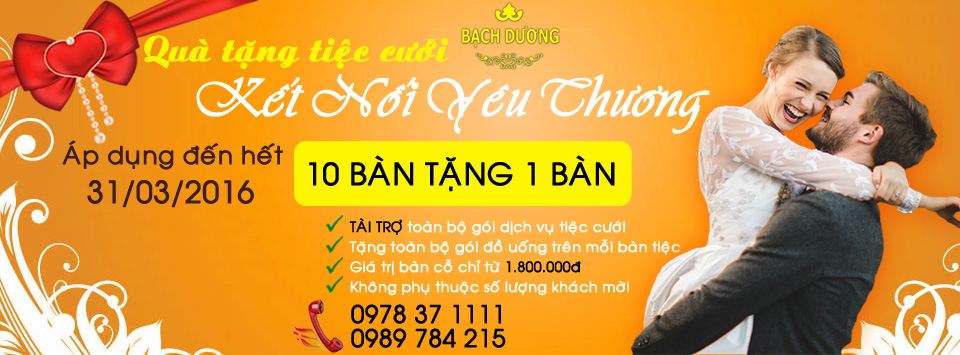 BẠCH DƯƠNG
Quà tặng tiệc cưới
Kết Nối Yêu Thương
Áp dụng đến hết
31/03/2016
10 BÀN TẶNG 1 BÀN
TÀI TRỢ toàn bộ gói dịch vụ tiệc cưới
Tặng toàn bộ gói đồ uống trên mỗi bàn tiệc
Giá trị bàn cỗ chỉ từ 1.800.000đ
Không phụ thuộc số lượng khách mời
0978 37 1111
0989 784 215